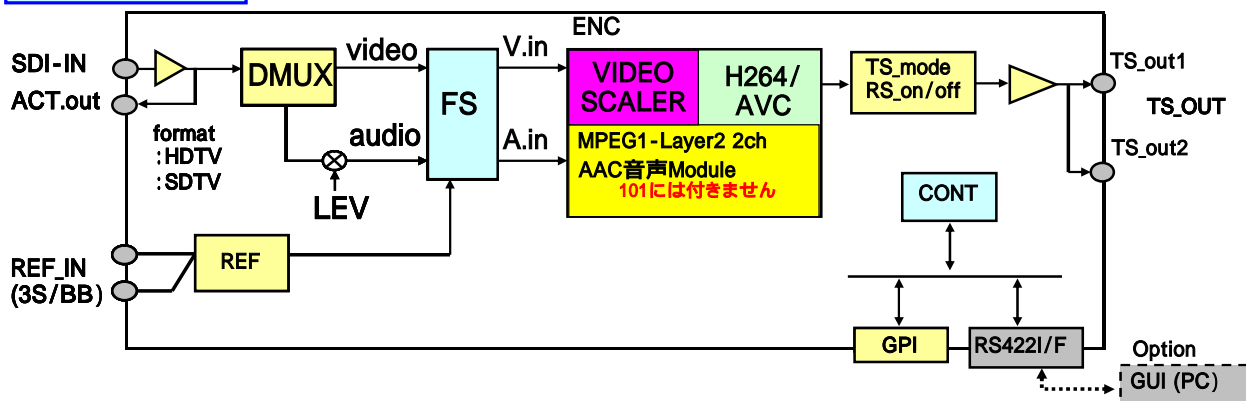 ENC
SDI-IN
ACT.out
format
:HDTV
:SDTV
DMUX
video
audio
LEV
FS
V.in
A.in
VIDEO
SCALER
H264/
AVC
MPEG1-Layer2 2ch
AAC音声Module
101には付きません
TS_mode
RS_on/off
TS_out1
TS_OUT
TS_out2
REF_IN
(3S/BB)
REF
CONT
GPI
RS422I/F
Option
GUI (PC)